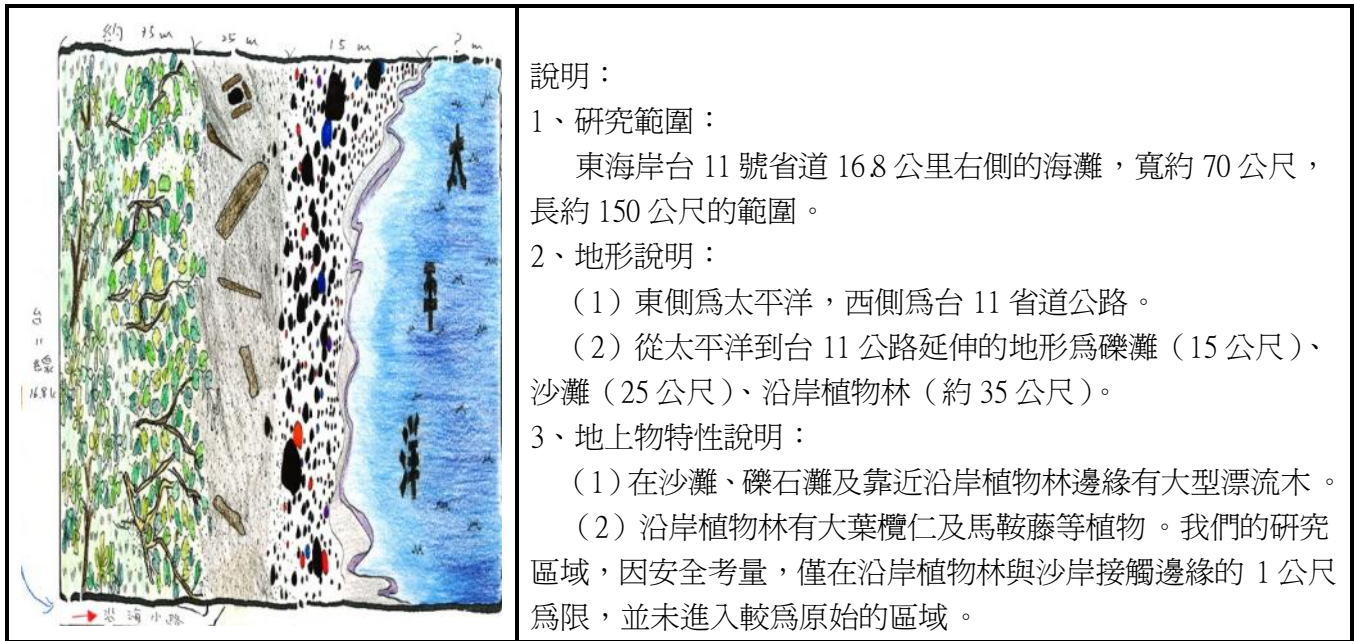 約 35 m
25 m
15 m
? m
太
平
洋
16.8 k
沿海小路
說明：
1、研究範圍：
東海岸台 11 號省道 16.8 公里右側的海灘，寬約 70 公尺，
長約 150 公尺的範圍。
2、地形說明：
（1）東側為太平洋，西側為台 11 省道公路。
（2）從太平洋到台 11 公路延伸的地形為礫灘（15 公尺）、
沙灘（25 公尺）、沿岸植物林（約 35 公尺）。
3、地上物特性說明：
（1）在沙灘、礫石灘及靠近沿岸植物林邊緣有大型漂流木。
（2）沿岸植物林有大葉欖仁及馬鞍藤等植物。我們的研究
區域，因安全考量，僅在沿岸植物林與沙岸接觸邊緣的 1 公尺
為限，並未進入較為原始的區域。